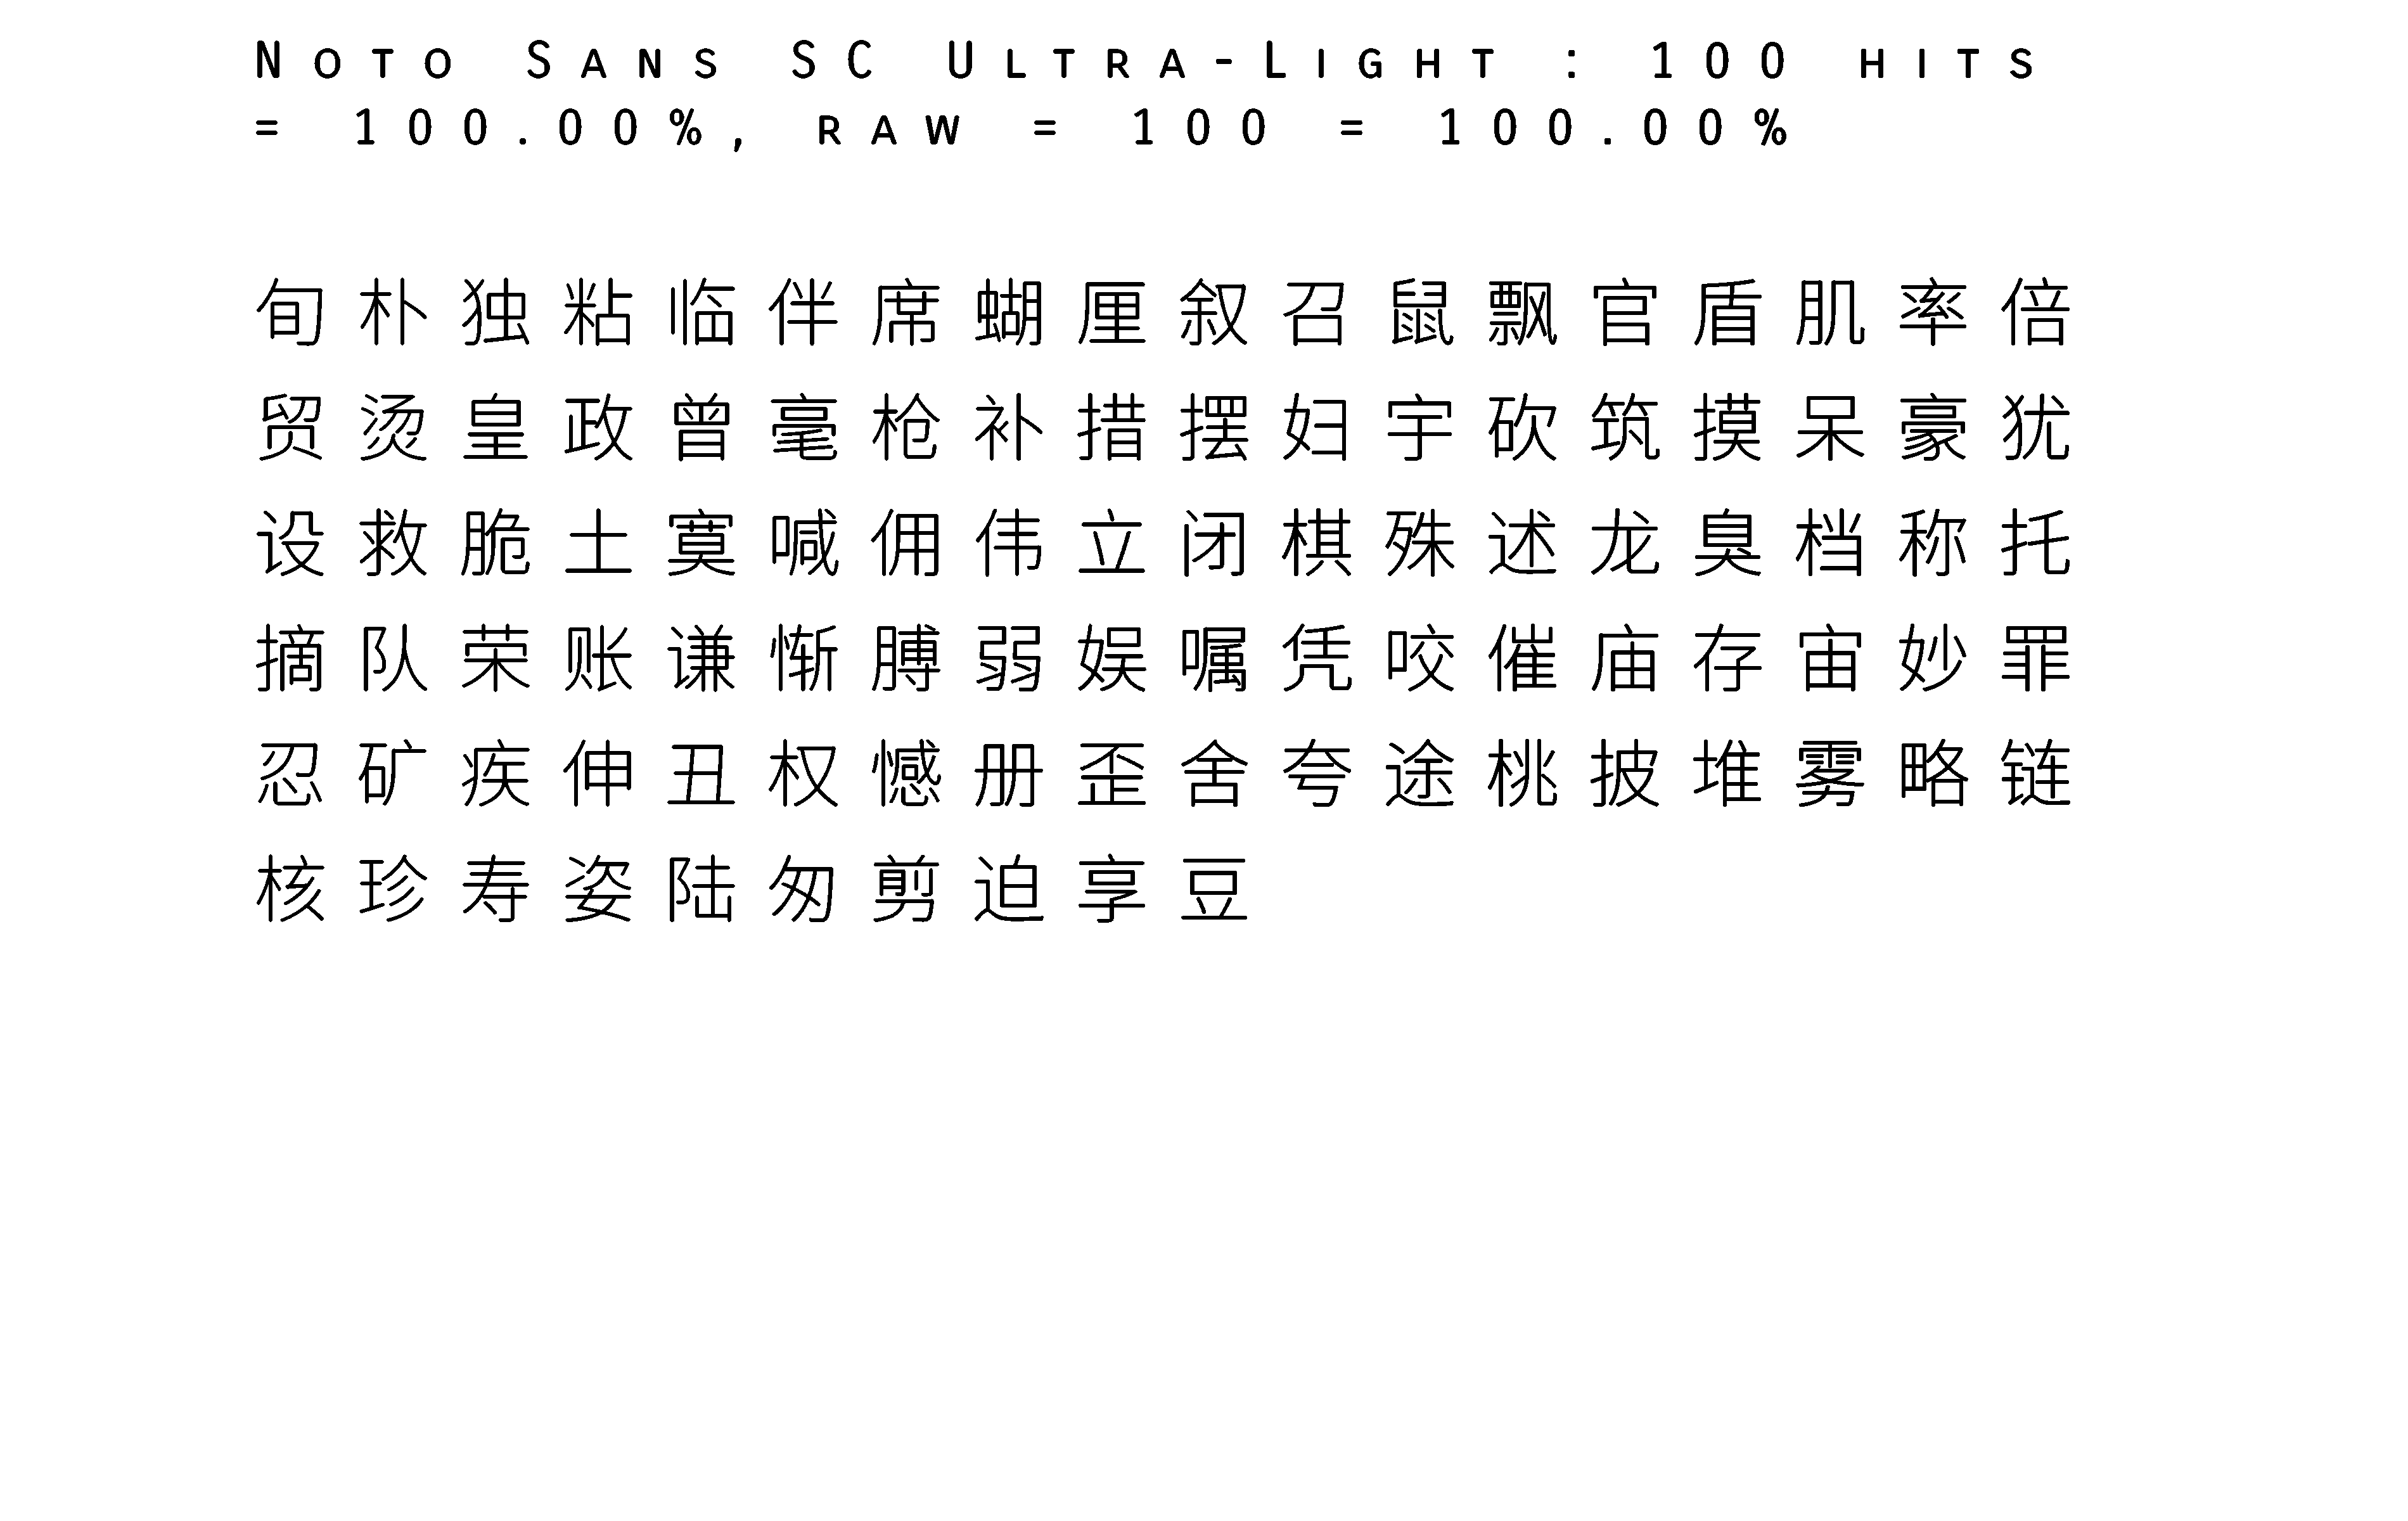 Noto Sans SC Ultra-Light : 100 hits
= 100.00%, raw = 100 = 100.00%
旬朴独粘临伴席蝴厘叙召鼠飘官盾肌率倍
贸烫皇政曾毫枪补措摆妇宇砍筑摸呆豪犹
设救脆土寞喊佣伟立闭棋殊述龙臭档称托
摘队荣账谦惭膊弱娱嘱凭咬催庙存宙妙罪
忍矿疾伸丑权憾册歪舍夸途桃披堆雾略链
核珍寿姿陆匆剪迫享豆